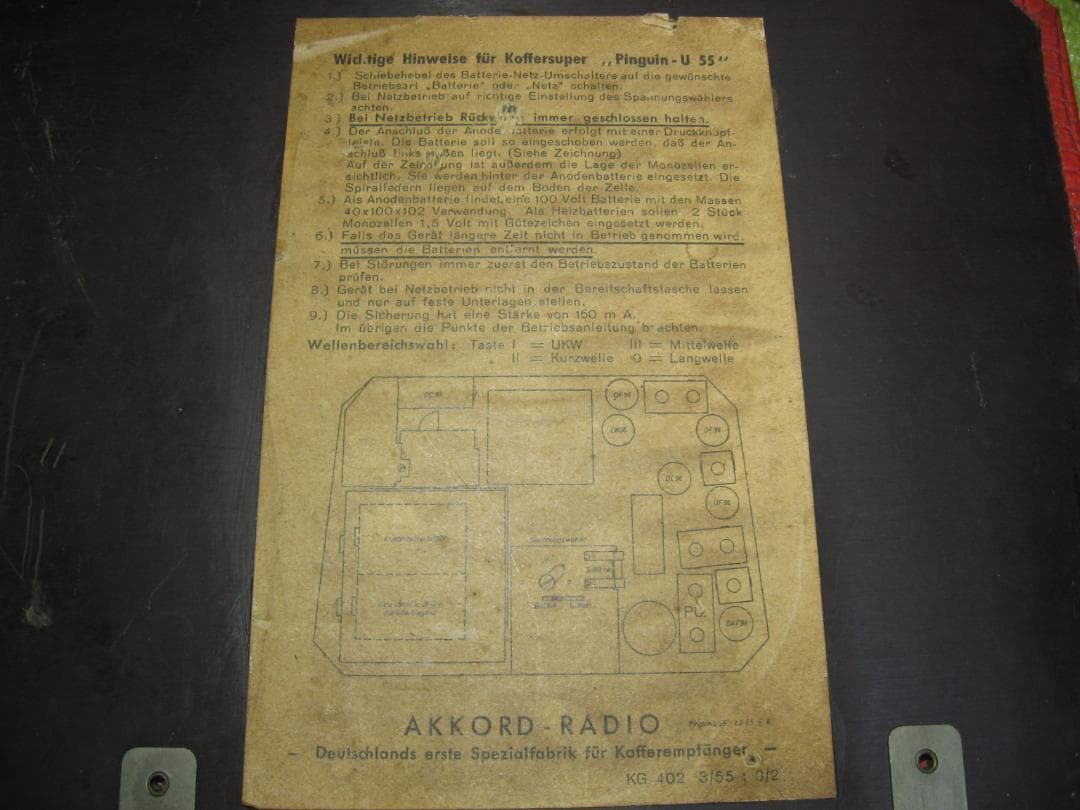 Wichtige Hinweise für Koffersuper „Pinguin-U 55"
1.) Schiebehebel des Batterie-Netz-Umschalters auf die gewünschte
Betriebsart „Batterie" oder „Netz" schalten.
2.) Bei Netzbetrieb auf richtige Einstellung des Spannungswählers
achten.
3) Bei Netzbetrieb immer geschlossen halten.
4.) Der Anschluß der Anodenbatterie erfolgt mit einer Druckknopf-
leiste. Die Batterie soll so eingeschoben werden, daß der An-
schluß links außen liegt. (Siehe Zeichnung)
Auf der Zeichnung ist außerdem die Lage der Monozellen er-
sichtlich. Sie werden hinter der Anodenbatterie eingesetzt. Die
Spiralfedern liegen auf dem Boden der Zelle.
5.) Als Anodenbatterie findet eine 100 Volt Batterie mit den Massen
40x100x102 Verwendung. Als Heizbatterien sollen 2 Stück
Monozellen 1,5 Volt mit Gütezeichen eingesetzt werden.
6.) Falls das Gerät längere Zeit nicht in Betrieb genommen wird,
müssen die Batterien entfernt werden.
7.) Bei Störungen immer zuerst den Betriebszustand der Batterien
prüfen.
8.) Gerät bei Netzbetrieb nicht in der Bereitschaftstasche lassen
und nur auf feste Unterlagen stellen.
9.) Die Sicherung hat eine Stärke von 160 m A.
Im übrigen die Punkte der Betriebsanleitung beachten
Wellenbereichswahl: Taste I = UKW III = Mittelwelle
„ II = Kurzwelle 0 = Langwelle
DF96
DK96
DF96
DL96
DF96
Spannungswähler
PU.
DAF96
AKKORD-RADIO
– Deutschlands erste Spezialfabrik für Kofferempfänger –
KG 402 3/55